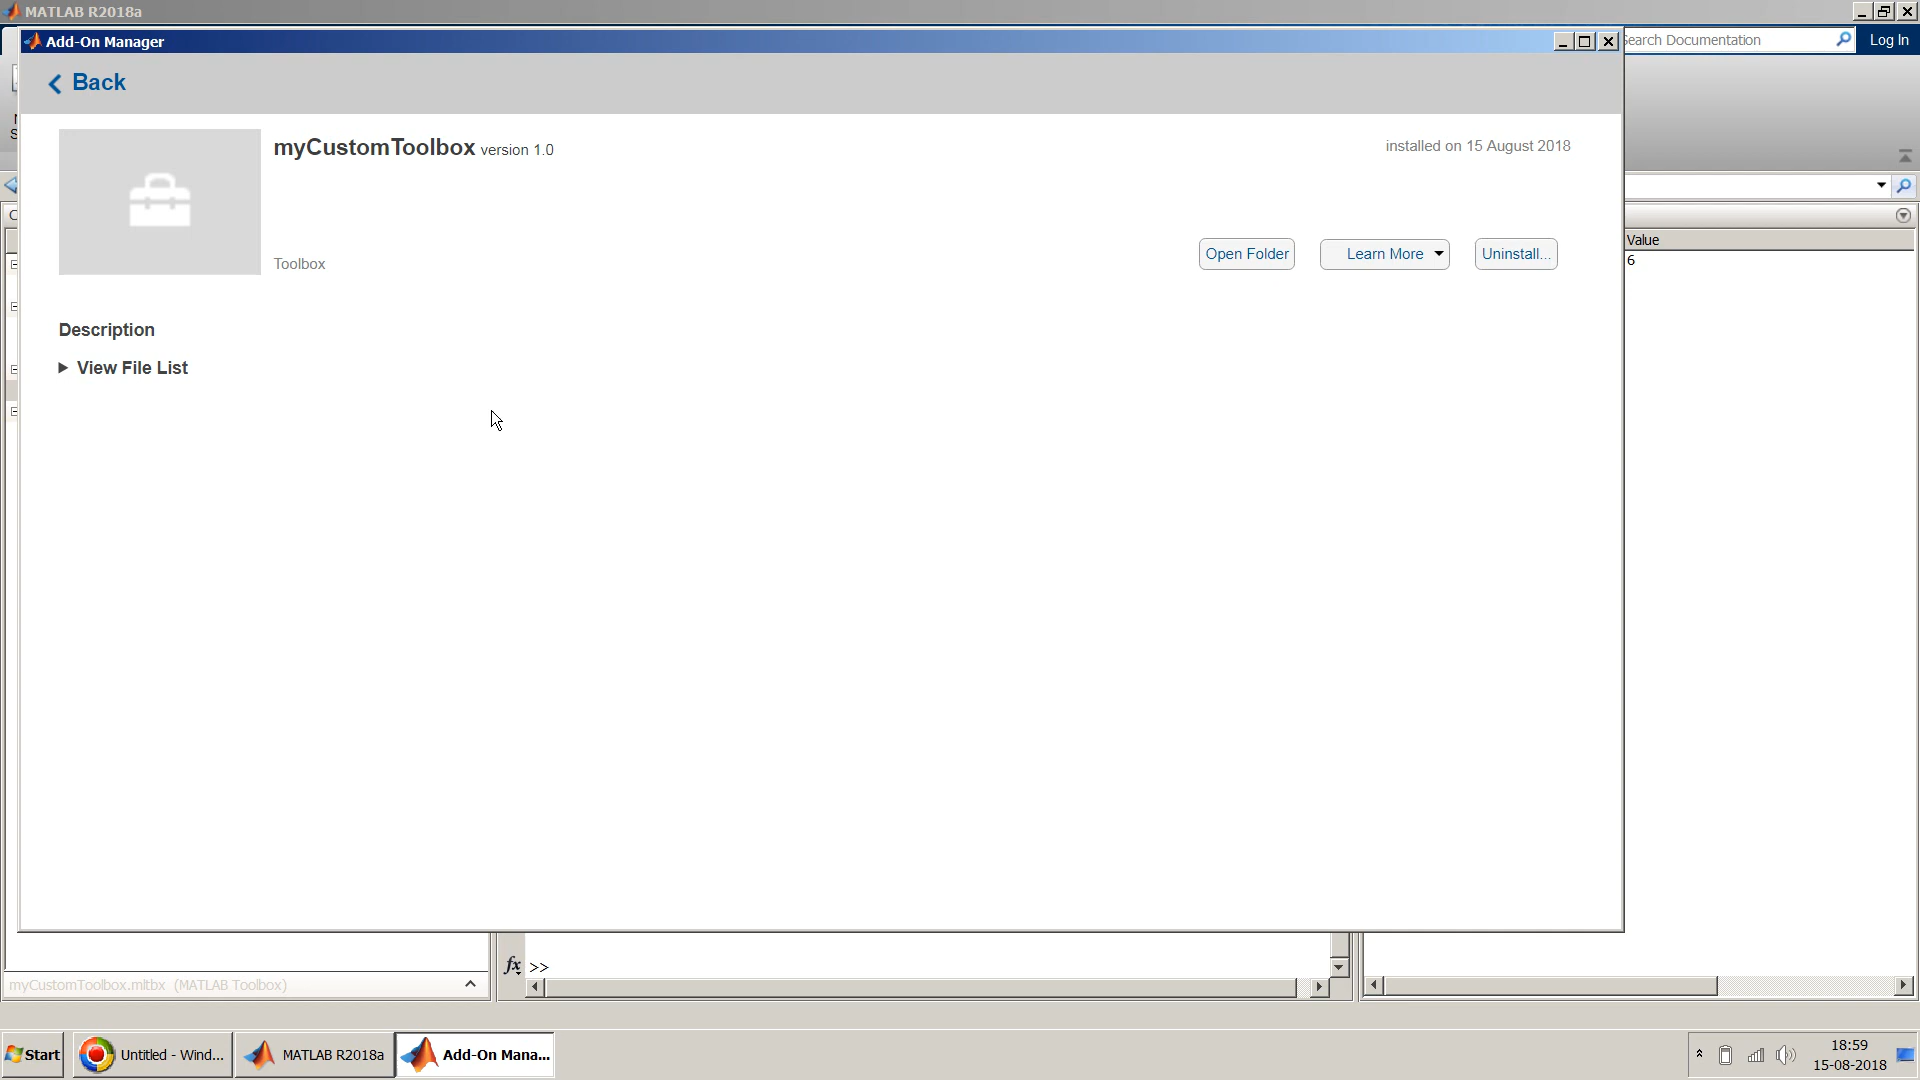 MATLAB R2018a
Add-On Manager
Search Documentation
Log In
Back
myCustomToolbox version 1.0
installed on 15 August 2018
Toolbox
Open Folder
Learn More
Uninstall...
Value
6
Description
View File List
fx >>
myCustomToolbox.mltbx (MATLAB Toolbox)
Start
Untitled - Wind...
MATLAB R2018a
Add-On Mana...
18:59
15-08-2018